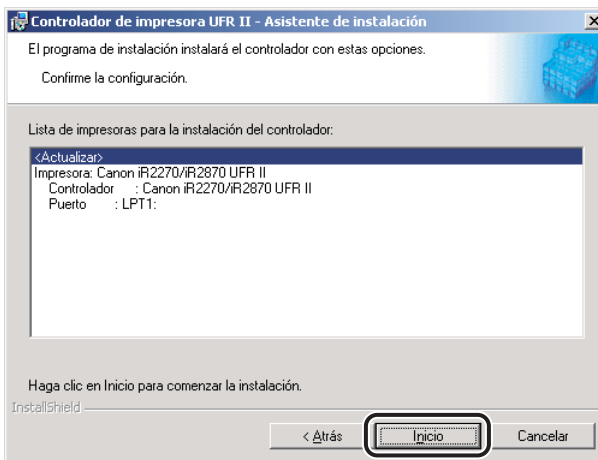 Controlador de impresora UFR II - Asistente de instalación
El programa de instalación instalará el controlador con estas opciones.
Confirme la configuración.
Lista de impresoras para la instalación del controlador:
<Actualizar>
Impresora: Canon iR2270/iR2870 UFR II
Controlador : Canon iR2270/iR2870 UFR II
Puerto : LPT1:
Haga clic en Inicio para comenzar la instalación.
InstallShield
< Atrás Inicio Cancelar